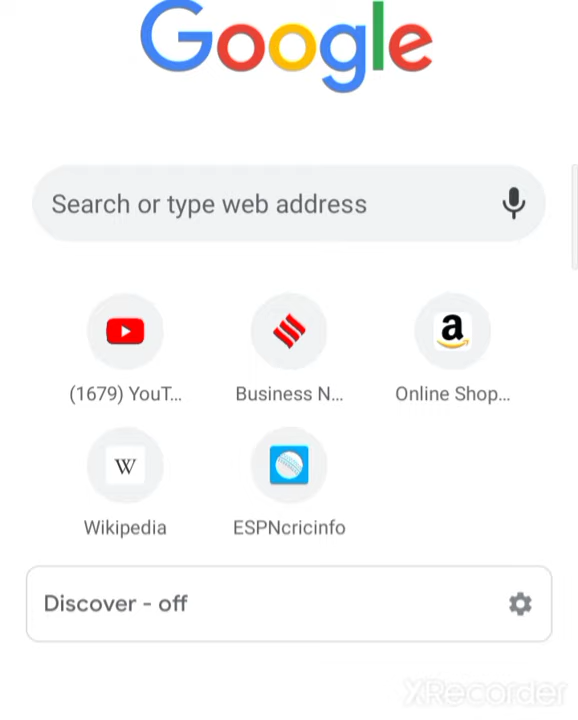 Google
Search or type web address
(1679) YouT...
Business N...
Online Shop...
Wikipedia
ESPNcricinfo
Discover - off
XRecorder